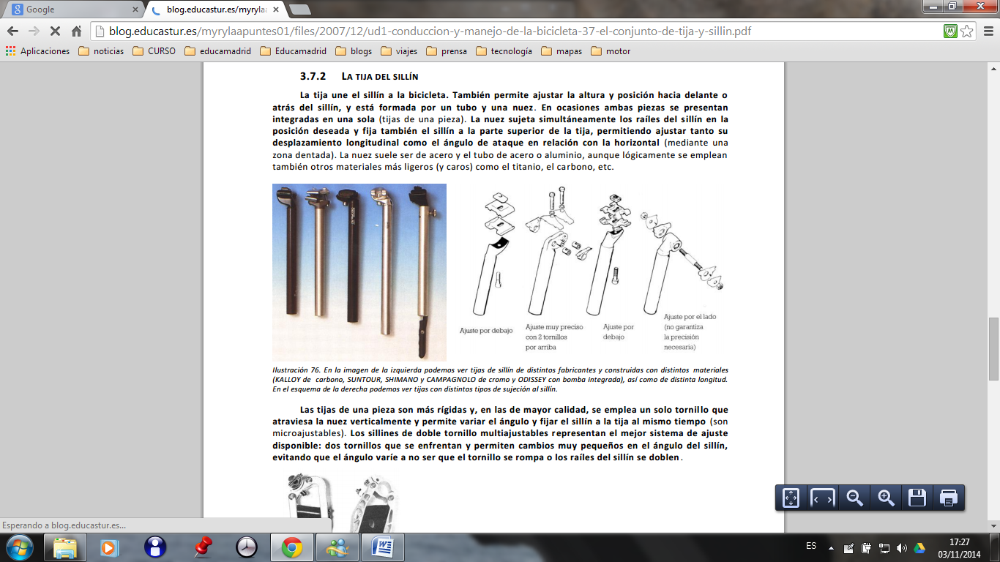 Google
blog.educastur.es/myryla
blog.educastur.es/myrylaapuntes01/files/2007/12/ud1-conduccion-y-manejo-de-la-bicicleta-37-el-conjunto-de-tija-y-sillin.pdf
Aplicaciones noticias CURSO educamadrid Educamadrid blogs viajes prensa tecnología mapas motor
3.7.2 LA TIJA DEL SILLÍN
La tija une el sillín a la bicicleta. También permite ajustar la altura y posición hacia delante o
atrás del sillín, y está formada por un tubo y una nuez. En ocasiones ambas piezas se presentan
integradas en una sola (tijas de una pieza). La nuez sujeta simultáneamente los raíles del sillín en la
posición deseada y fija también el sillín a la parte superior de la tija, permitiendo ajustar tanto su
desplazamiento longitudinal como el ángulo de ataque en relación con la horizontal (mediante una
zona dentada). La nuez suele ser de acero y el tubo de acero o aluminio, aunque lógicamente se emplean
también otros materiales más ligeros (y caros) como el titanio, el carbono, etc.
Ajuste por debajo
Ajuste muy preciso
con 2 tornillos
por arriba
Ajuste por
debajo
Ajuste por el lado
(no garantiza
la precisión
necesaria)
Ilustración 76. En la imagen de la izquierda podemos ver tijas de sillín de distintos fabricantes y construidas con distintos materiales
(KALLOY de carbono, SUNTOUR, SHIMANO y CAMPAGNOLO de cromo y ODISSEY con bomba integrada), así como de distinta longitud.
En el esquema de la derecha podemos ver tijas con distintos tipos de sujeción al sillín.
Las tijas de una pieza son más rígidas y, en las de mayor calidad, se emplea un solo tornillo que
atraviesa la nuez verticalmente y permite variar el ángulo y fijar el sillín a la tija al mismo tiempo (son
microajustables). Los sillines de doble tornillo multiajustables representan el mejor sistema de ajuste
disponible: dos tornillos que se enfrentan y permiten cambios muy pequeños en el ángulo del sillín,
evitando que el ángulo varíe a no ser que el tornillo se rompa o los raíles del sillín se doblen.
Esperando a blog.educastur.es...
ES
17:27
03/11/2014